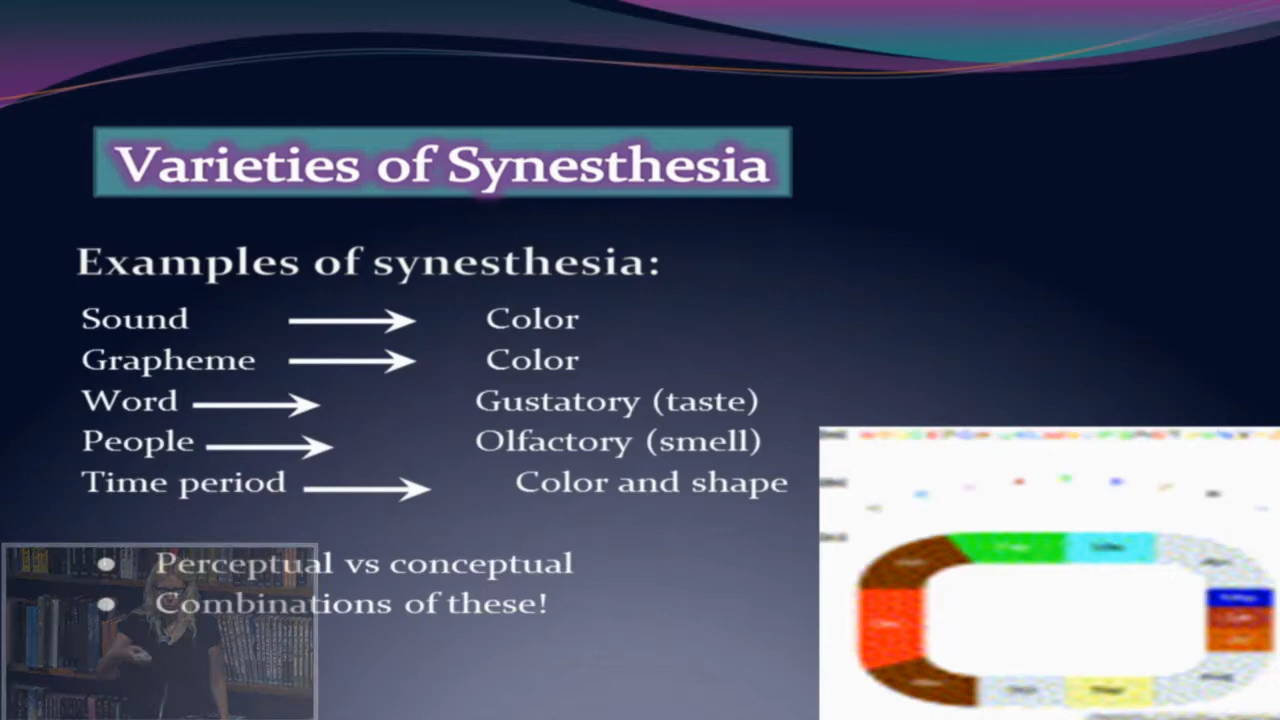 Varieties of Synesthesia
Examples of synesthesia:
Sound → Color
Grapheme → Color
Word → Gustatory (taste)
People → Olfactory (smell)
Time period → Color and shape
• Perceptual vs conceptual
• Combinations of these!